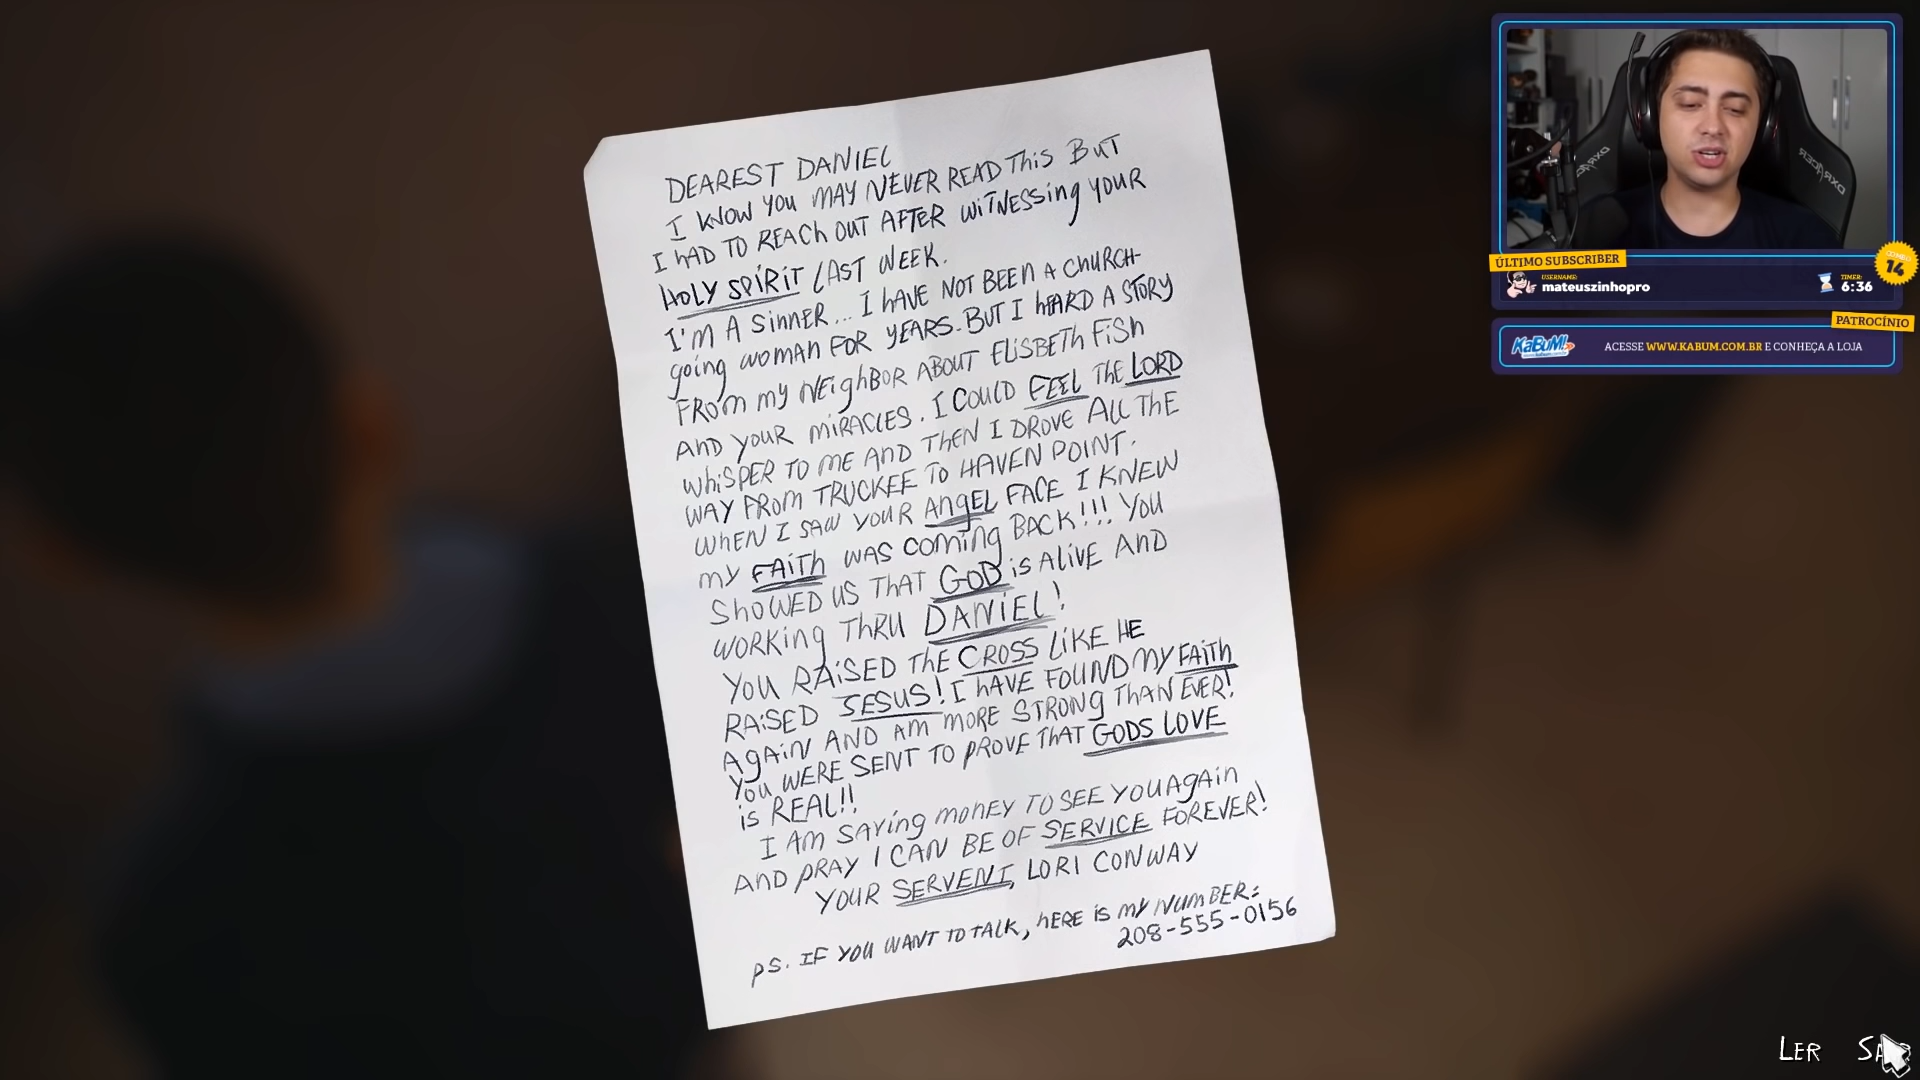 DEAREST DANIEL
I KNOW YOU MAY NEVER READ THIS BUT
I HAD TO REACH OUT AFTER WITNESSING YOUR
HOLY SPIRIT LAST WEEK.
I'M A SINNER... I HAVE NOT BEEN A CHURCH-
going WOMAN FOR YEARS. BUT I HEARD A STORY
FROM MY NEIGHBOR ABOUT ELISBETH FISH
AND YOUR MIRACLES. I COULD FEEL THE LORD
WHISPER TO ME AND THEN I DROVE ALL THE
WAY FROM TRUCKEE TO HAVEN POINT.
WHEN I SAW YOUR ANgEL FACE I KNEW
MY FAITH WAS COMINg BACK!!! YOU
SHOWED US THAT GOD IS ALIVE AND
WORKINg THRU DANIEL!
YOU RAISED THE CROSS LIKE HE
RAISED JESUS! I HAVE FOUND MY FAITH
AGAIN AND AM MORE STRONg THAN EVER!
YOU WERE SENT TO PROVE THAT GODS LOVE
IS REAL!!
I AM SAVINg MONEY TO SEE YOU AgAIN
AND PRAY I CAN BE OF SERVICE FOREVER!
YOUR SERVENT, LORI CONWAY
PS. IF YOU WANT TO TALK, HERE IS MY NUMBER:
208-555-0156
ÚLTIMO SUBSCRIBER
USERNAME:
mateuszinhopro
TIMER:
6:36
COMBO
14
PATROCÍNIO
KaBuM!
ACESSE WWW.KABUM.COM.BR E CONHEÇA A LOJA
DXRACER
LER